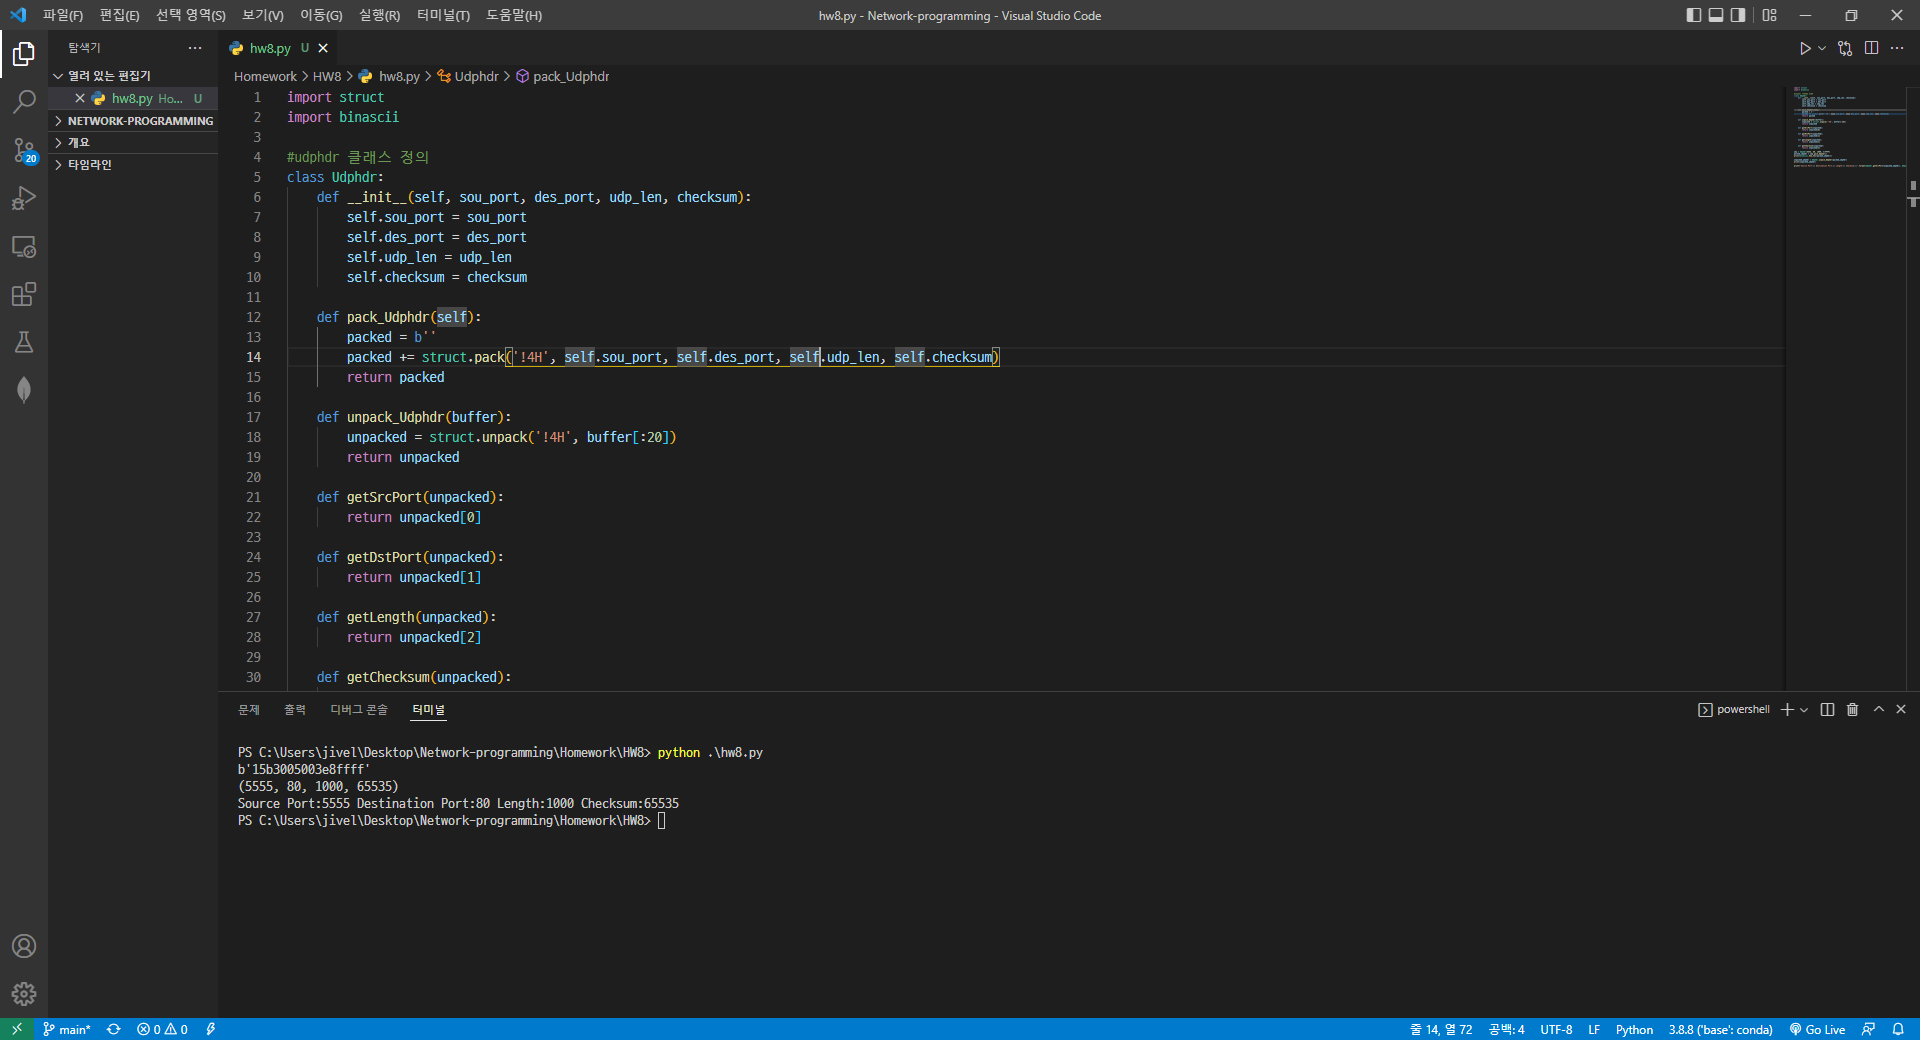 파일(F) 편집(E) 선택 영역(S) 보기(V) 이동(G) 실행(R) 터미널(T) 도움말(H) hw8.py - Network-programming - Visual Studio Code
탐색기
열려 있는 편집기
hw8.py Ho... U
NETWORK-PROGRAMMING
개요
타임라인
20
hw8.py U
Homework > HW8 > hw8.py > Udphdr > pack_Udphdr
1 import struct
2 import binascii
3
4 #udphdr 클래스 정의
5 class Udphdr:
6 def __init__(self, sou_port, des_port, udp_len, checksum):
7 self.sou_port = sou_port
8 self.des_port = des_port
9 self.udp_len = udp_len
10 self.checksum = checksum
11
12 def pack_Udphdr(self):
13 packed = b''
14 packed += struct.pack('!4H', self.sou_port, self.des_port, self.udp_len, self.checksum)
15 return packed
16
17 def unpack_Udphdr(buffer):
18 unpacked = struct.unpack('!4H', buffer[:20])
19 return unpacked
20
21 def getSrcPort(unpacked):
22 return unpacked[0]
23
24 def getDstPort(unpacked):
25 return unpacked[1]
26
27 def getLength(unpacked):
28 return unpacked[2]
29
30 def getChecksum(unpacked):
문제 출력 디버그 콘솔 터미널
powershell
PS C:\Users\jivel\Desktop\Network-programming\Homework\HW8> python .\hw8.py
b'15b3005003e8ffff'
(5555, 80, 1000, 65535)
Source Port:5555 Destination Port:80 Length:1000 Checksum:65535
PS C:\Users\jivel\Desktop\Network-programming\Homework\HW8>
main* 0 0 줄 14, 열 72 공백: 4 UTF-8 LF Python 3.8.8 ('base': conda) Go Live